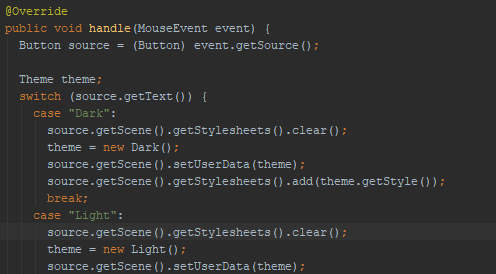 @Override
public void handle(MouseEvent event) {
Button source = (Button) event.getSource();
Theme theme;
switch (source.getText()) {
case "Dark":
source.getScene().getStylesheets().clear();
theme = new Dark();
source.getScene().setUserData(theme);
source.getScene().getStylesheets().add(theme.getStyle());
break;
case "Light":
source.getScene().getStylesheets().clear();
theme = new Light();
source.getScene().setUserData(theme);